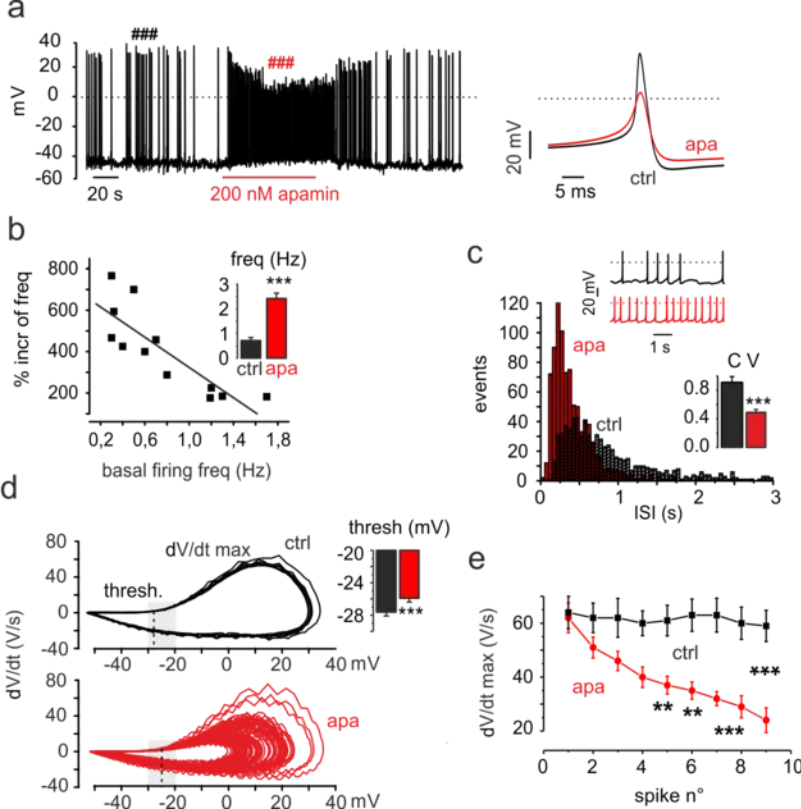 a
###
###
mV
40
20
0
-20
-40
-60
20 s
200 nM apamin
20 mV
apa
ctrl
5 ms
b
% incr of freq
800
600
400
200
0,2
0,6
1,0
1,4
1,8
basal firing freq (Hz)
freq (Hz)
***
3
2
1
0
ctrl apa
c
20 mV
1 s
events
120
100
80
60
40
20
0
apa
ctrl
0
1
2
3
ISI (s)
C V
0.8
0.4
0.0
***
d
dV/dt (V/s)
80
40
0
-40
dV/dt max
ctrl
thresh.
-40
-20
0
20
40 mV
thresh (mV)
-20
-24
-28
***
80
40
0
-40
apa
-40
-20
0
20
40 mV
e
dV/dt max (V/s)
60
40
20
ctrl
apa
**
**
***
***
0
2
4
6
8
10
spike n°